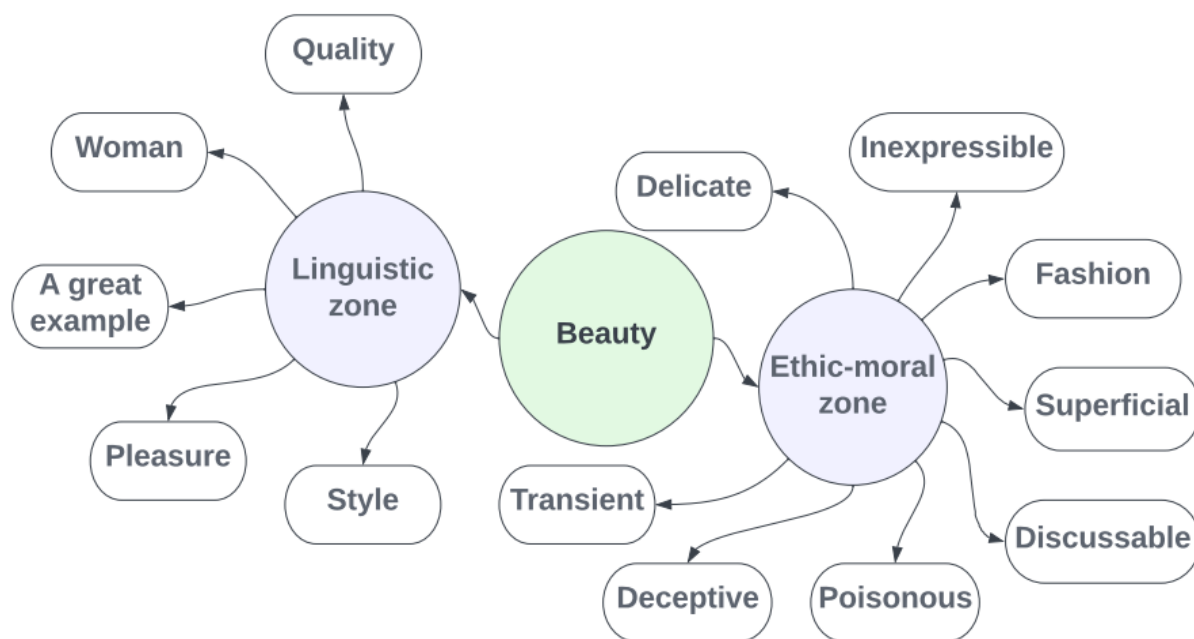 Quality
Woman
Inexpressible
Delicate
Linguistic
zone
Fashion
A great
example
Beauty
Ethic-moral
zone
Superficial
Pleasure
Style
Transient
Discussable
Deceptive
Poisonous